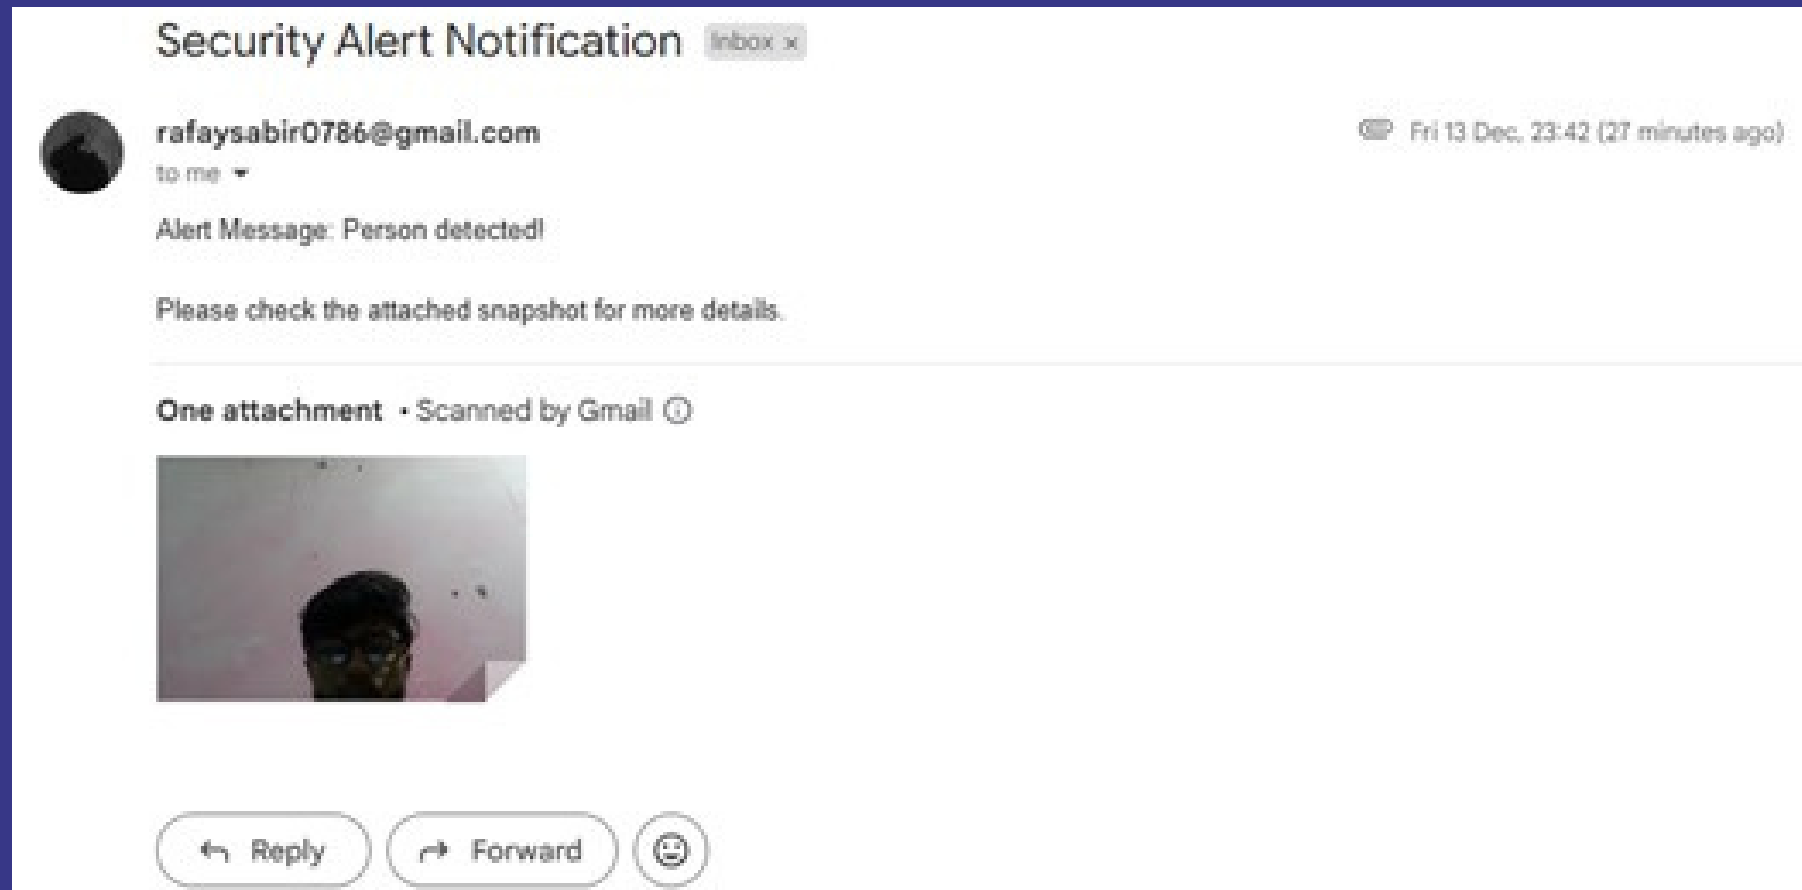 Security Alert Notification Inbox x
rafaysabir0786@gmail.com Fri 13 Dec, 23:42 (27 minutes ago)
to me
Alert Message: Person detected!
Please check the attached snapshot for more details.
One attachment • Scanned by Gmail
Reply Forward